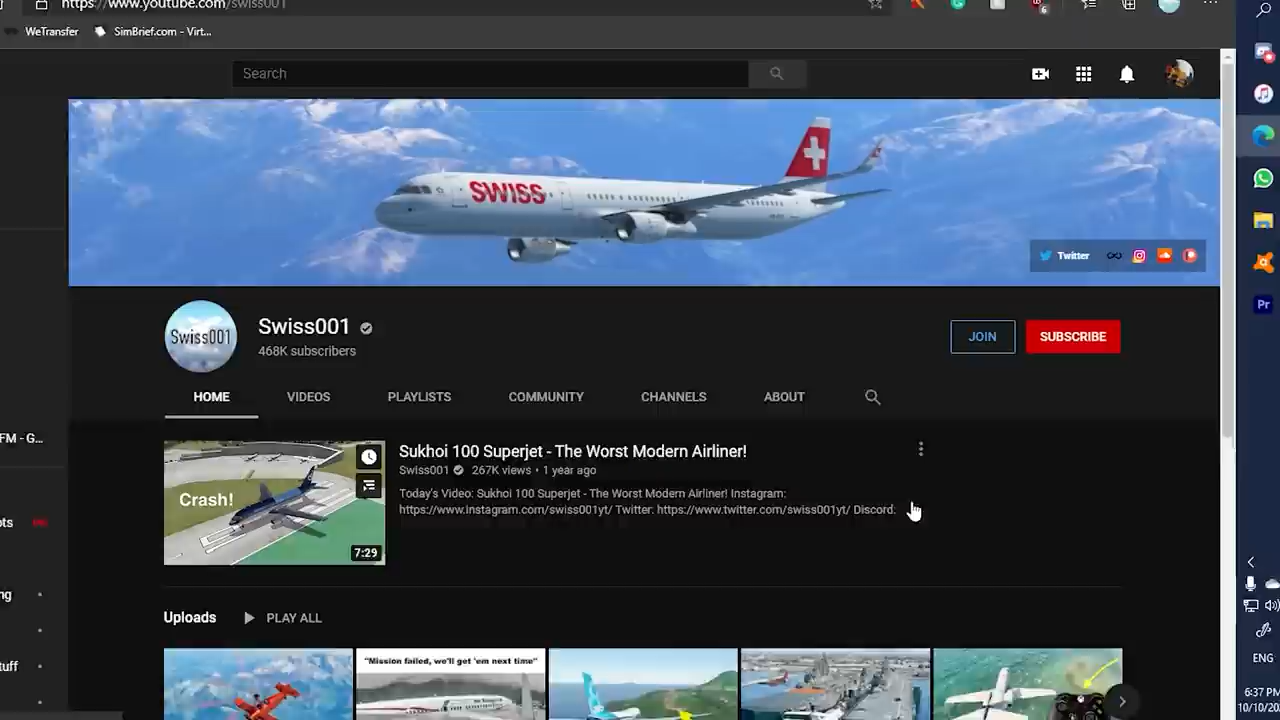 https://www.youtube.com/swiss001
6
WeTransfer
SimBrief.com - Virt...
Search
SWISS
Twitter
Swiss001
Swiss001
468K subscribers
JOIN
SUBSCRIBE
HOME
VIDEOS
PLAYLISTS
COMMUNITY
CHANNELS
ABOUT
FM - G...
Crash!
7:29
Sukhoi 100 Superjet - The Worst Modern Airliner!
Swiss001 267K views • 1 year ago
Today's Video: Sukhoi 100 Superjet - The Worst Modern Airliner! Instagram:
https://www.instagram.com/swiss001yt/ Twitter: https://www.twitter.com/swiss001yt/ Discord:
Uploads
PLAY ALL
"Mission failed, we'll get 'em next time"
Pr
ENG
6:37 PM